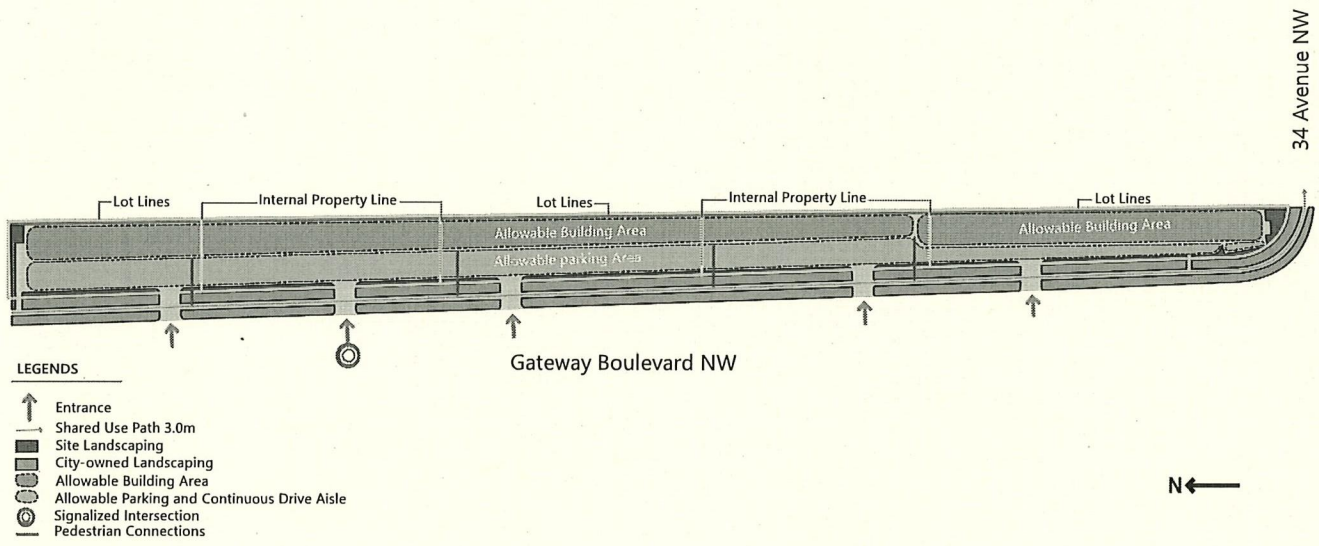 34 Avenue NW
Lot Lines
Internal Property Line
Lot Lines
Internal Property Line
Lot Lines
Allowable Building Area
Allowable Building Area
Allowable parking Area
Gateway Boulevard NW
LEGENDS
Entrance
Shared Use Path 3.0m
Site Landscaping
City-owned Landscaping
Allowable Building Area
Allowable Parking and Continuous Drive Aisle
Signalized Intersection
Pedestrian Connections
N